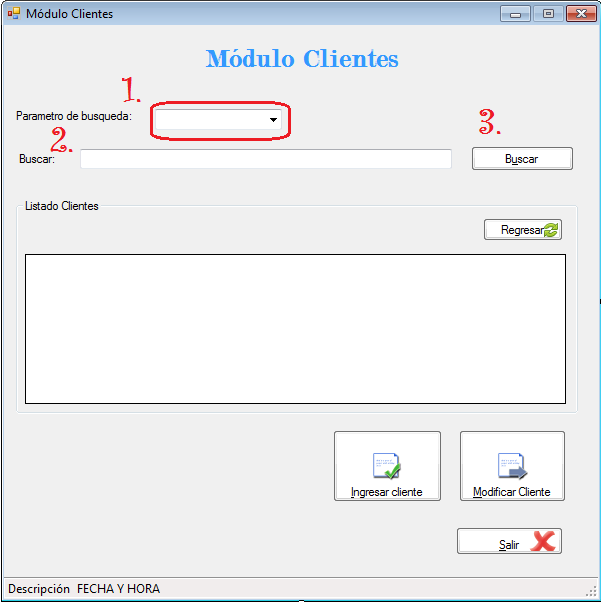 Módulo Clientes
Módulo Clientes
1.
Parametro de busqueda:
2.
3.
Buscar:
Buscar
Listado Clientes
Regresar
Ingresar cliente
Modificar Cliente
Salir
Descripción FECHA Y HORA